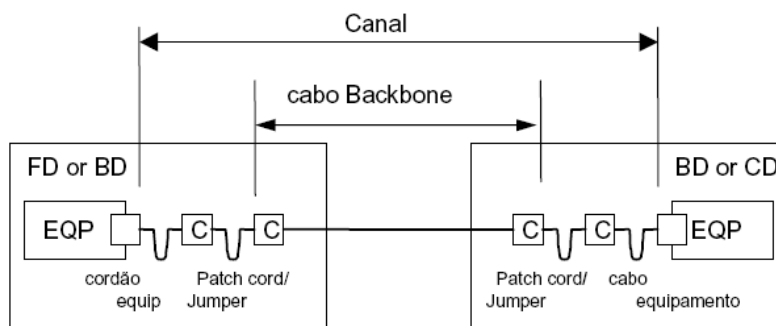 Canal
cabo Backbone
FD or BD
BD or CD
EQP
C
C
C
C
EQP
cordão
equip
Patch cord/
Jumper
Patch cord/
Jumper
cabo
equipamento